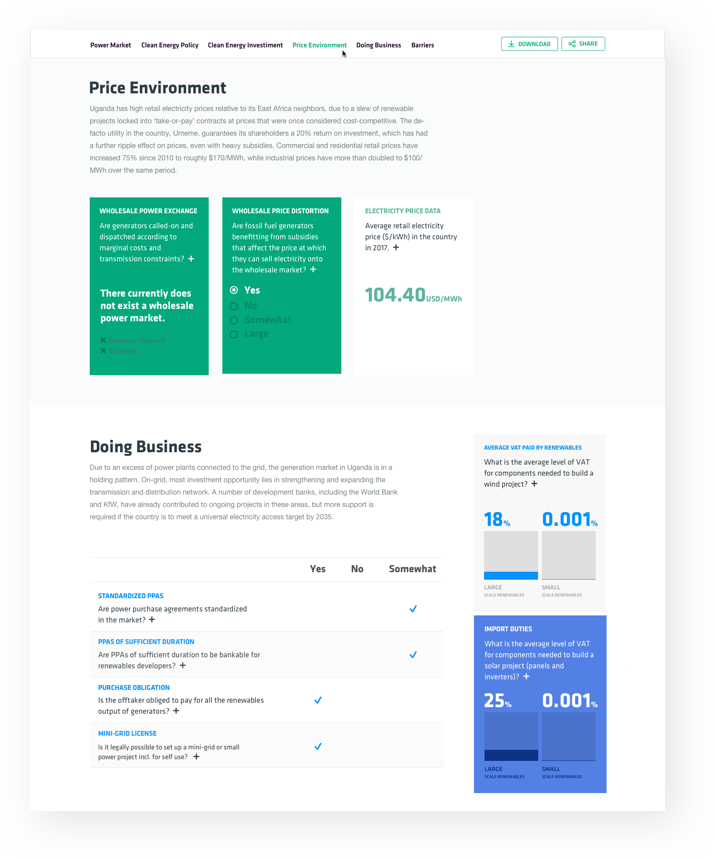 Power Market Clean Energy Policy Clean Energy Investiment Price Environment Doing Business Barriers DOWNLOAD SHARE
Price Environment
Uganda has high retail electricity prices relative to its East Africa neighbors, due to a slew of renewable
projects locked into 'take-or-pay' contracts at prices that were once considered cost-competitive. The de-
facto utility in the country, Umeme, guarantees its shareholders a 20% return on investment, which has had
a further ripple effect on prices, even with heavy subsidies. Commercial and residential retail prices have
increased 75% since 2010 to roughly $170/MWh, while industrial prices have more than doubled to $100/
MWh over the same period.
WHOLESALE POWER EXCHANGE
Are generators called-on and
dispatched according to
marginal costs and
transmission constraints? +
There currently does
not exist a wholesale
power market.
Exchange
WHOLESALE PRICE DISTORTION
Are fossil fuel generators
benefitting from subsidies
that affect the price at which
they can sell electricity onto
the wholesale market? +
Yes
No
Somewhat
Large
ELECTRICITY PRICE DATA
Average retail electricity
price ($/kWh) in the country
in 2017. +
104.40 USD/MWh
Doing Business
Due to an excess of power plants connected to the grid, the generation market in Uganda is in a
holding pattern. On-grid, most investment opportunity lies in strengthening and expanding the
transmission and distribution network. A number of development banks, including the World Bank
and KfW, have already contributed to ongoing projects in these areas, but more support is
required if the country is to meet a universal electricity access target by 2035.
Yes No Somewhat
STANDARDIZED PPAS
Are power purchase agreements standardized
in the market? +
PPAS OF SUFFICIENT DURATION
Are PPAs of sufficient duration to be bankable for
renewables developers? +
PURCHASE OBLIGATION
Is the offtaker obliged to pay for all the renewables
output of generators? +
MINI-GRID LICENSE
Is it legally possible to set up a mini-grid or small
power project incl. for self use? +
AVERAGE VAT PAID BY RENEWABLES
What is the average level of VAT
for components needed to build a
wind project? +
18% 0.001%
LARGE SMALL
SCALE RENEWABLES SCALE RENEWABLES
IMPORT DUTIES
What is the average level of VAT
for components needed to build a
solar project (panels and
inverters)? +
25% 0.001%
LARGE SMALL
SCALE RENEWABLES SCALE RENEWABLES